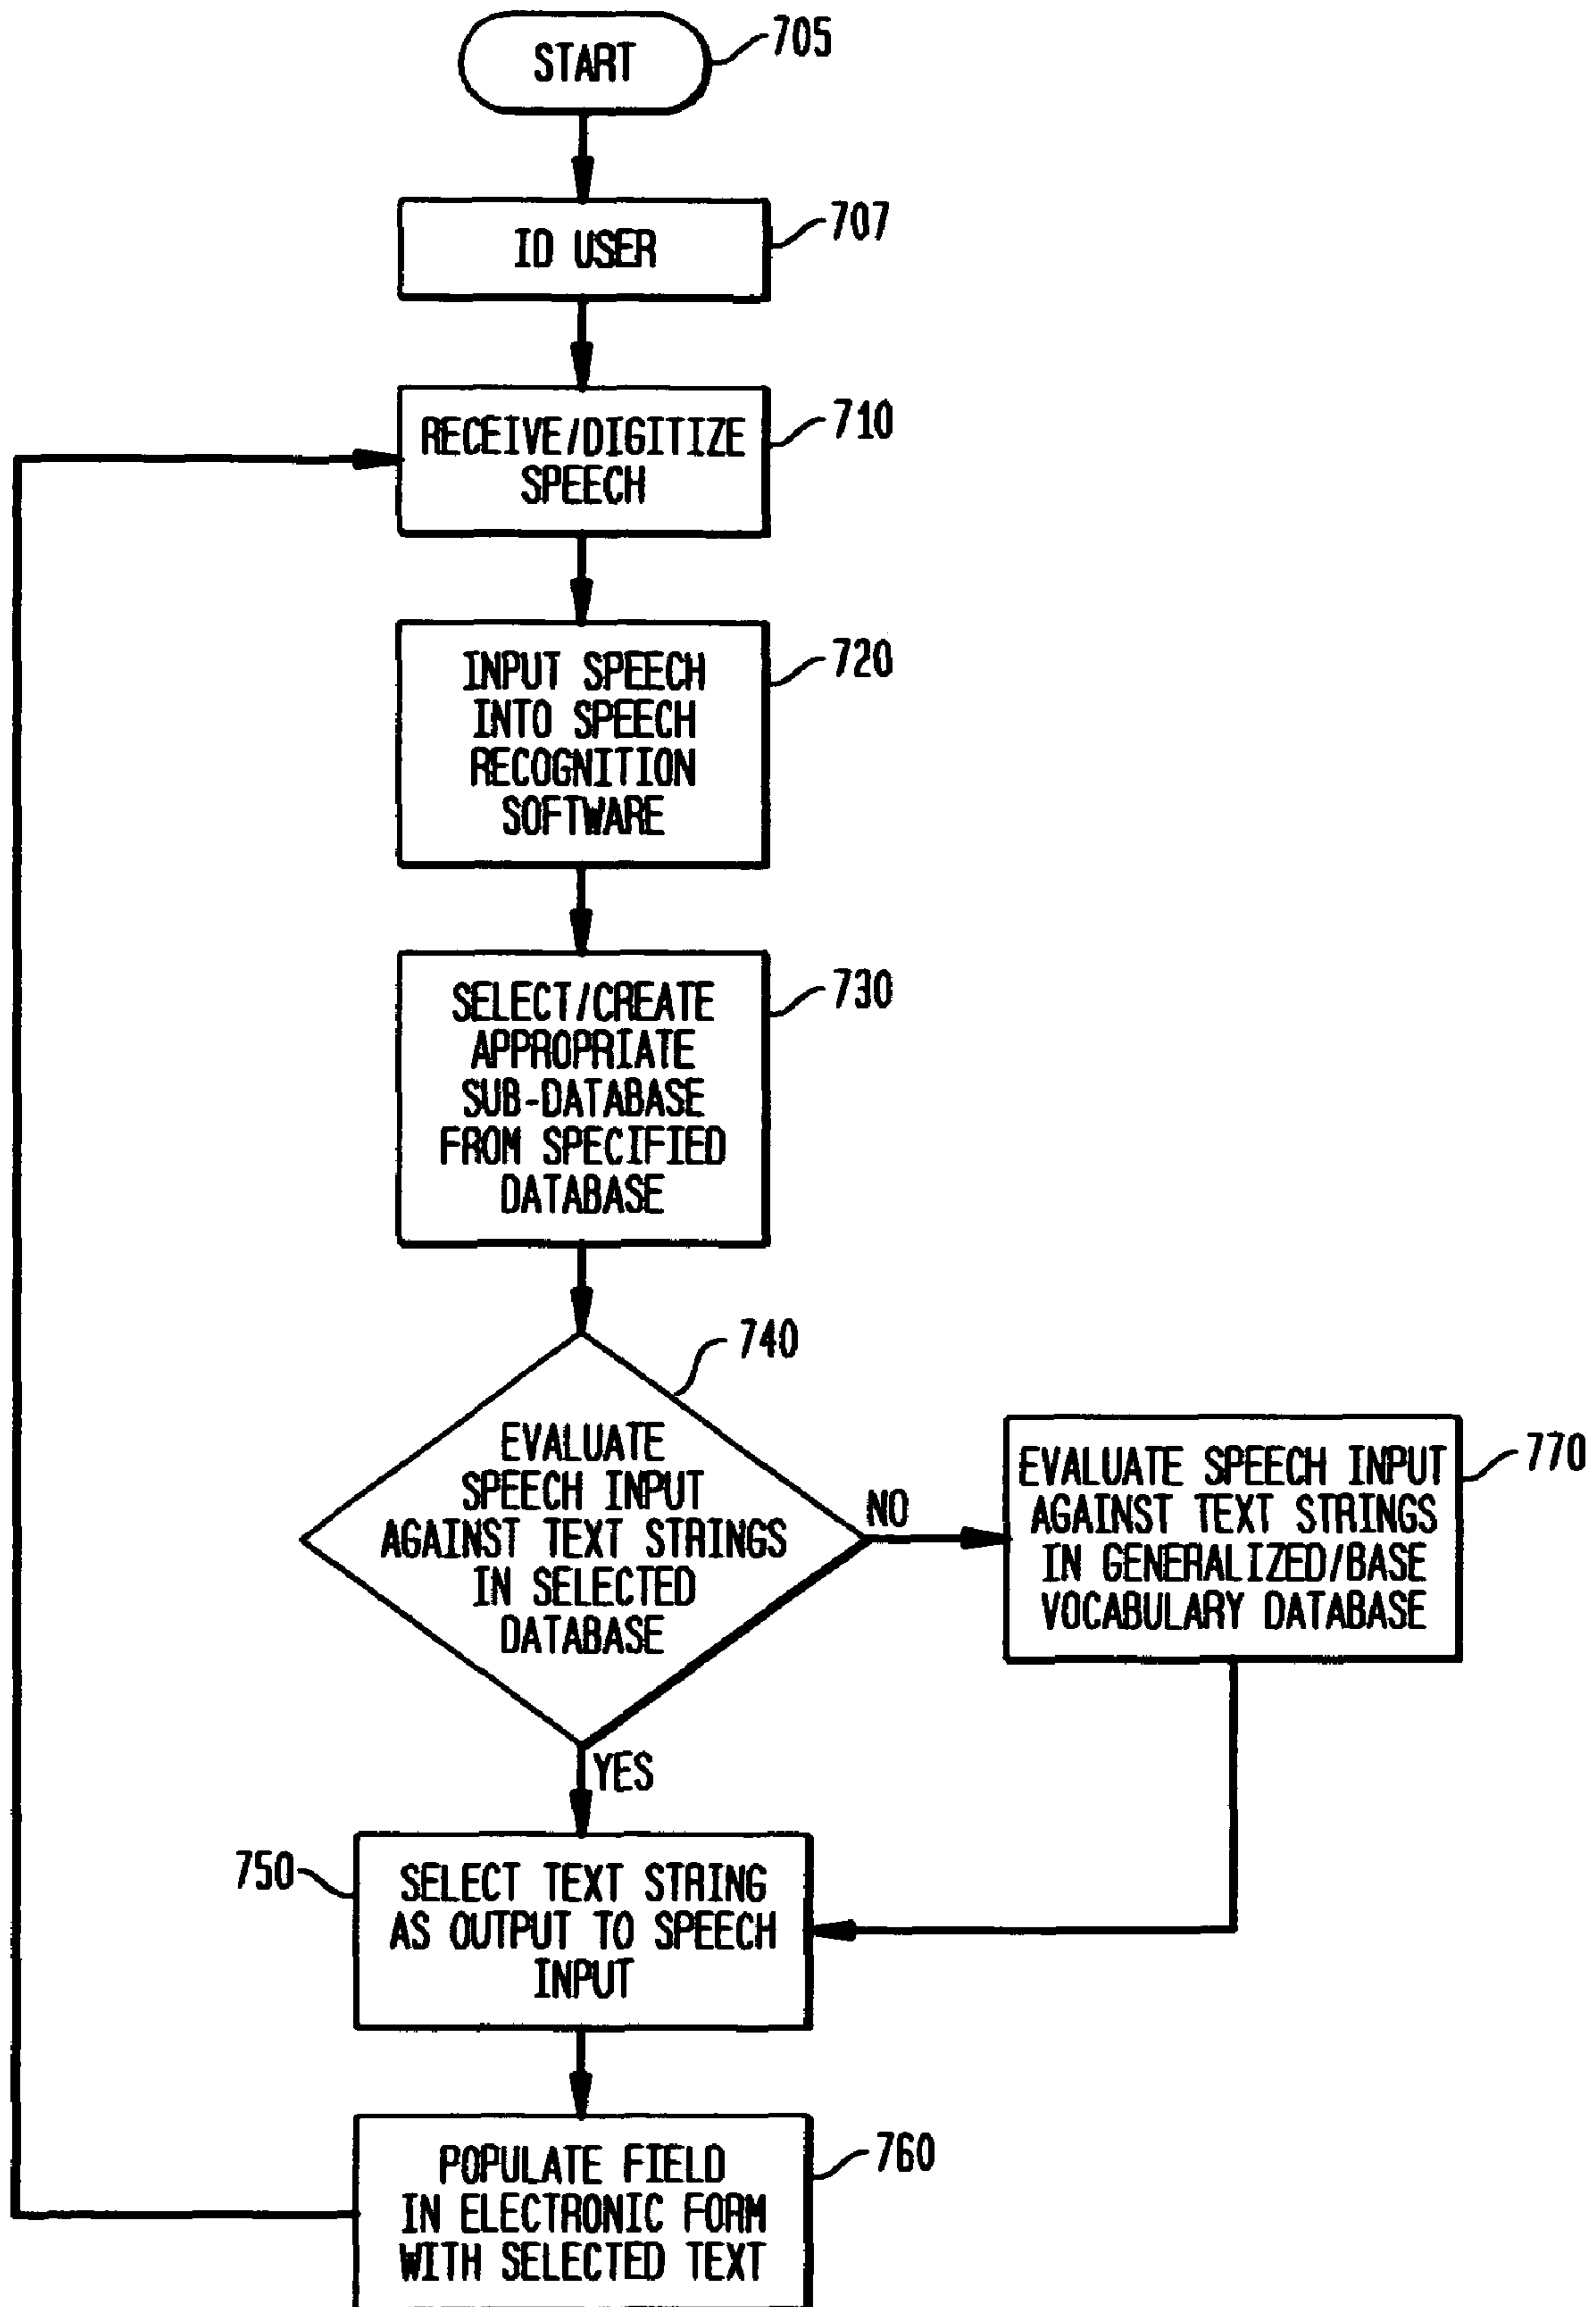 START
705
ID USER
707
RECEIVE/DIGITIZE
SPEECH
710
INPUT SPEECH
INTO SPEECH
RECOGNITION
SOFTWARE
720
SELECT/CREATE
APPROPRIATE
SUB-DATABASE
FROM SPECIFIED
DATABASE
730
740
EVALUATE
SPEECH INPUT
AGAINST TEXT STRINGS
IN SELECTED
DATABASE
NO
EVALUATE SPEECH INPUT
AGAINST TEXT STRINGS
IN GENERALIZED/BASE
VOCABULARY DATABASE
770
YES
750
SELECT TEXT STRING
AS OUTPUT TO SPEECH
INPUT
POPULATE FIELD
IN ELECTRONIC FORM
WITH SELECTED TEXT
760